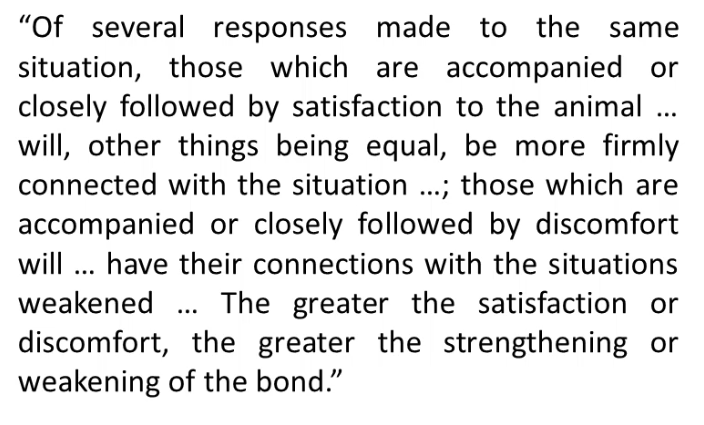 “Of several responses made to the same
situation, those which are accompanied or
closely followed by satisfaction to the animal ...
will, other things being equal, be more firmly
connected with the situation ...; those which are
accompanied or closely followed by discomfort
will ... have their connections with the situations
weakened ... The greater the satisfaction or
discomfort, the greater the strengthening or
weakening of the bond.”